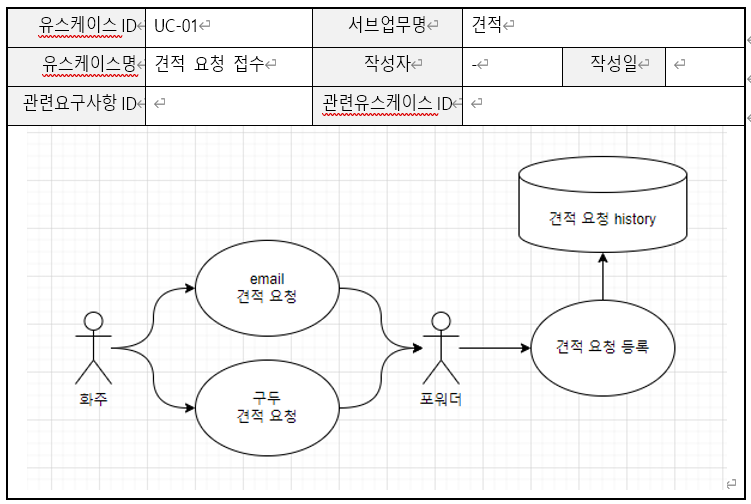 유스케이스 ID UC-01 서브업무명 견적
유스케이스명 견적 요청 접수 작성자 - 작성일
관련요구사항 ID 관련유스케이스 ID
견적 요청 history
email
견적 요청
견적 요청 등록
화주
포워더
구두
견적 요청